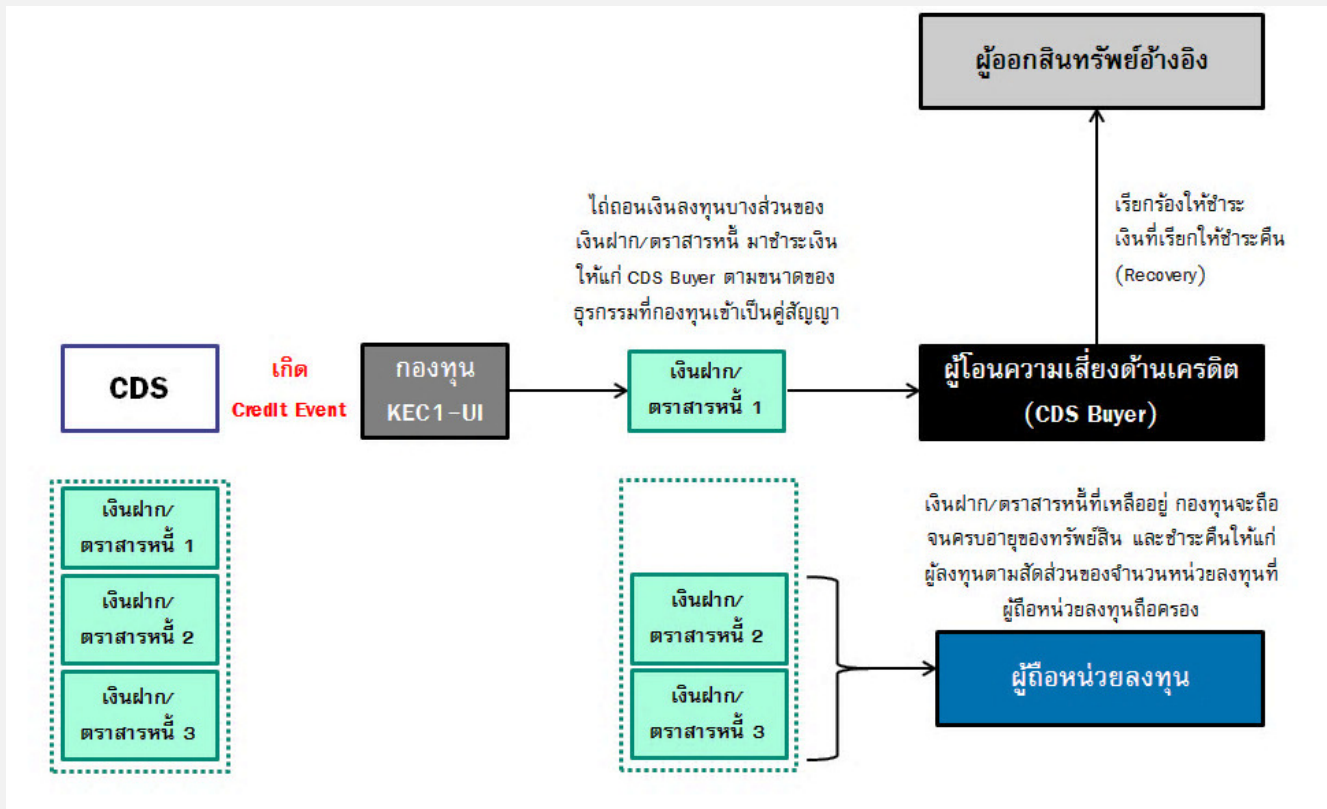 ผู้ออกสินทรัพย์อ้างอิง
ไถ่ถอนเงินลงทุนบางส่วนของ
เงินฝาก/ตราสารหนี้ มาชำระเงิน
ให้แก่ CDS Buyer ตามขนาดของ
ธุรกรรมที่กองทุนเข้าเป็นคู่สัญญา
เรียกร้องให้ชำระ
เงินที่เรียกให้ชำระคืน
(Recovery)
CDS
เกิด
Credit Event
กองทุน
KEC1-UI
เงินฝาก/
ตราสารหนี้ 1
ผู้โอนความเสี่ยงด้านเครดิต
(CDS Buyer)
เงินฝาก/
ตราสารหนี้ 1
เงินฝาก/
ตราสารหนี้ 2
เงินฝาก/
ตราสารหนี้ 3
เงินฝาก/
ตราสารหนี้ 2
เงินฝาก/
ตราสารหนี้ 3
เงินฝาก/ตราสารหนี้ที่เหลืออยู่ กองทุนจะถือ
จนครบอายุของทรัพย์สิน และชำระคืนให้แก่
ผู้ลงทุนตามสัดส่วนของจำนวนหน่วยลงทุนที่
ผู้ถือหน่วยลงทุนถือครอง
ผู้ถือหน่วยลงทุน